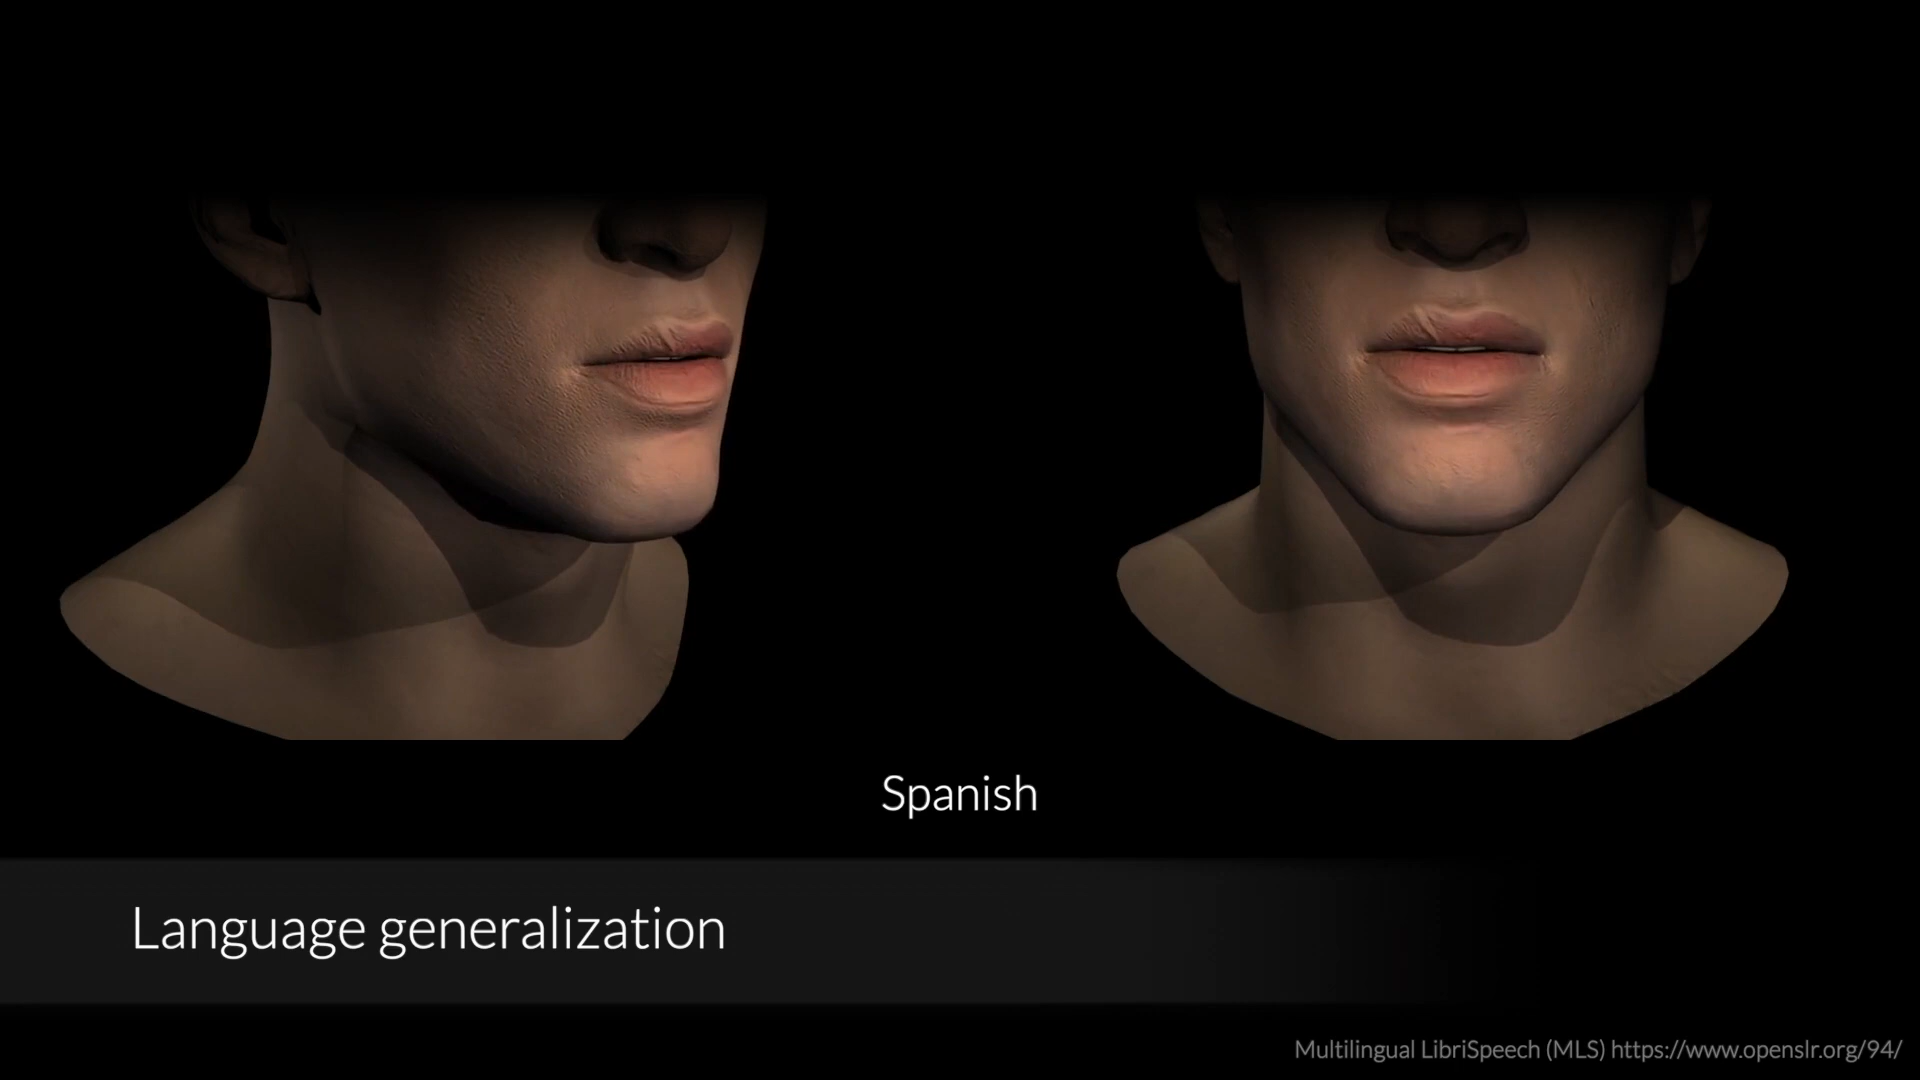 Spanish
Language generalization
Multilingual LibriSpeech (MLS) https://www.openslr.org/94/